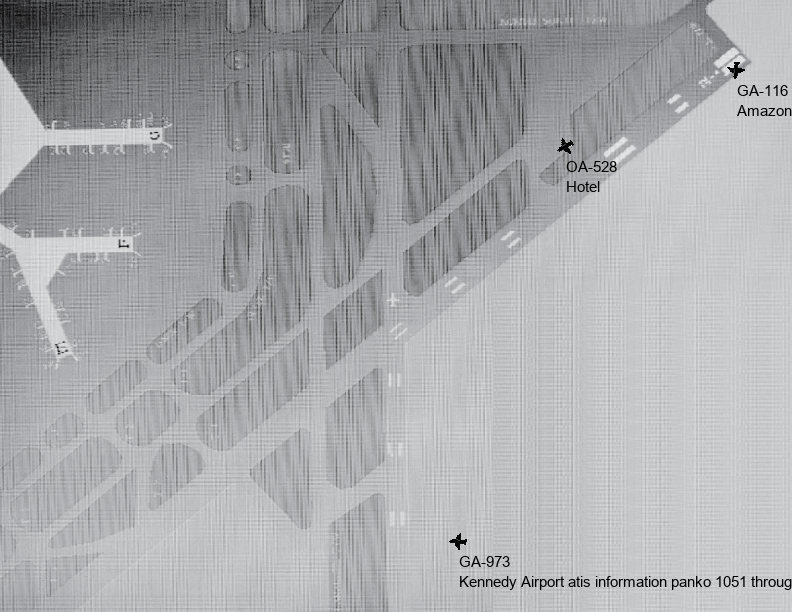 GA-116
Amazon
OA-528
Hotel
GA-973
Kennedy Airport atis information panko 1051 throug